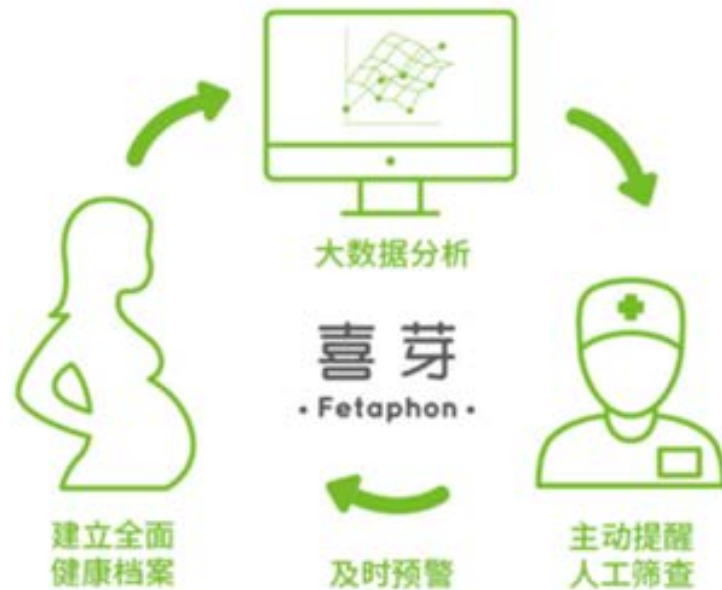 大数据分析
喜芽
• Fetaphon •
建立全面
健康档案
及时预警
主动提醒
人工筛查